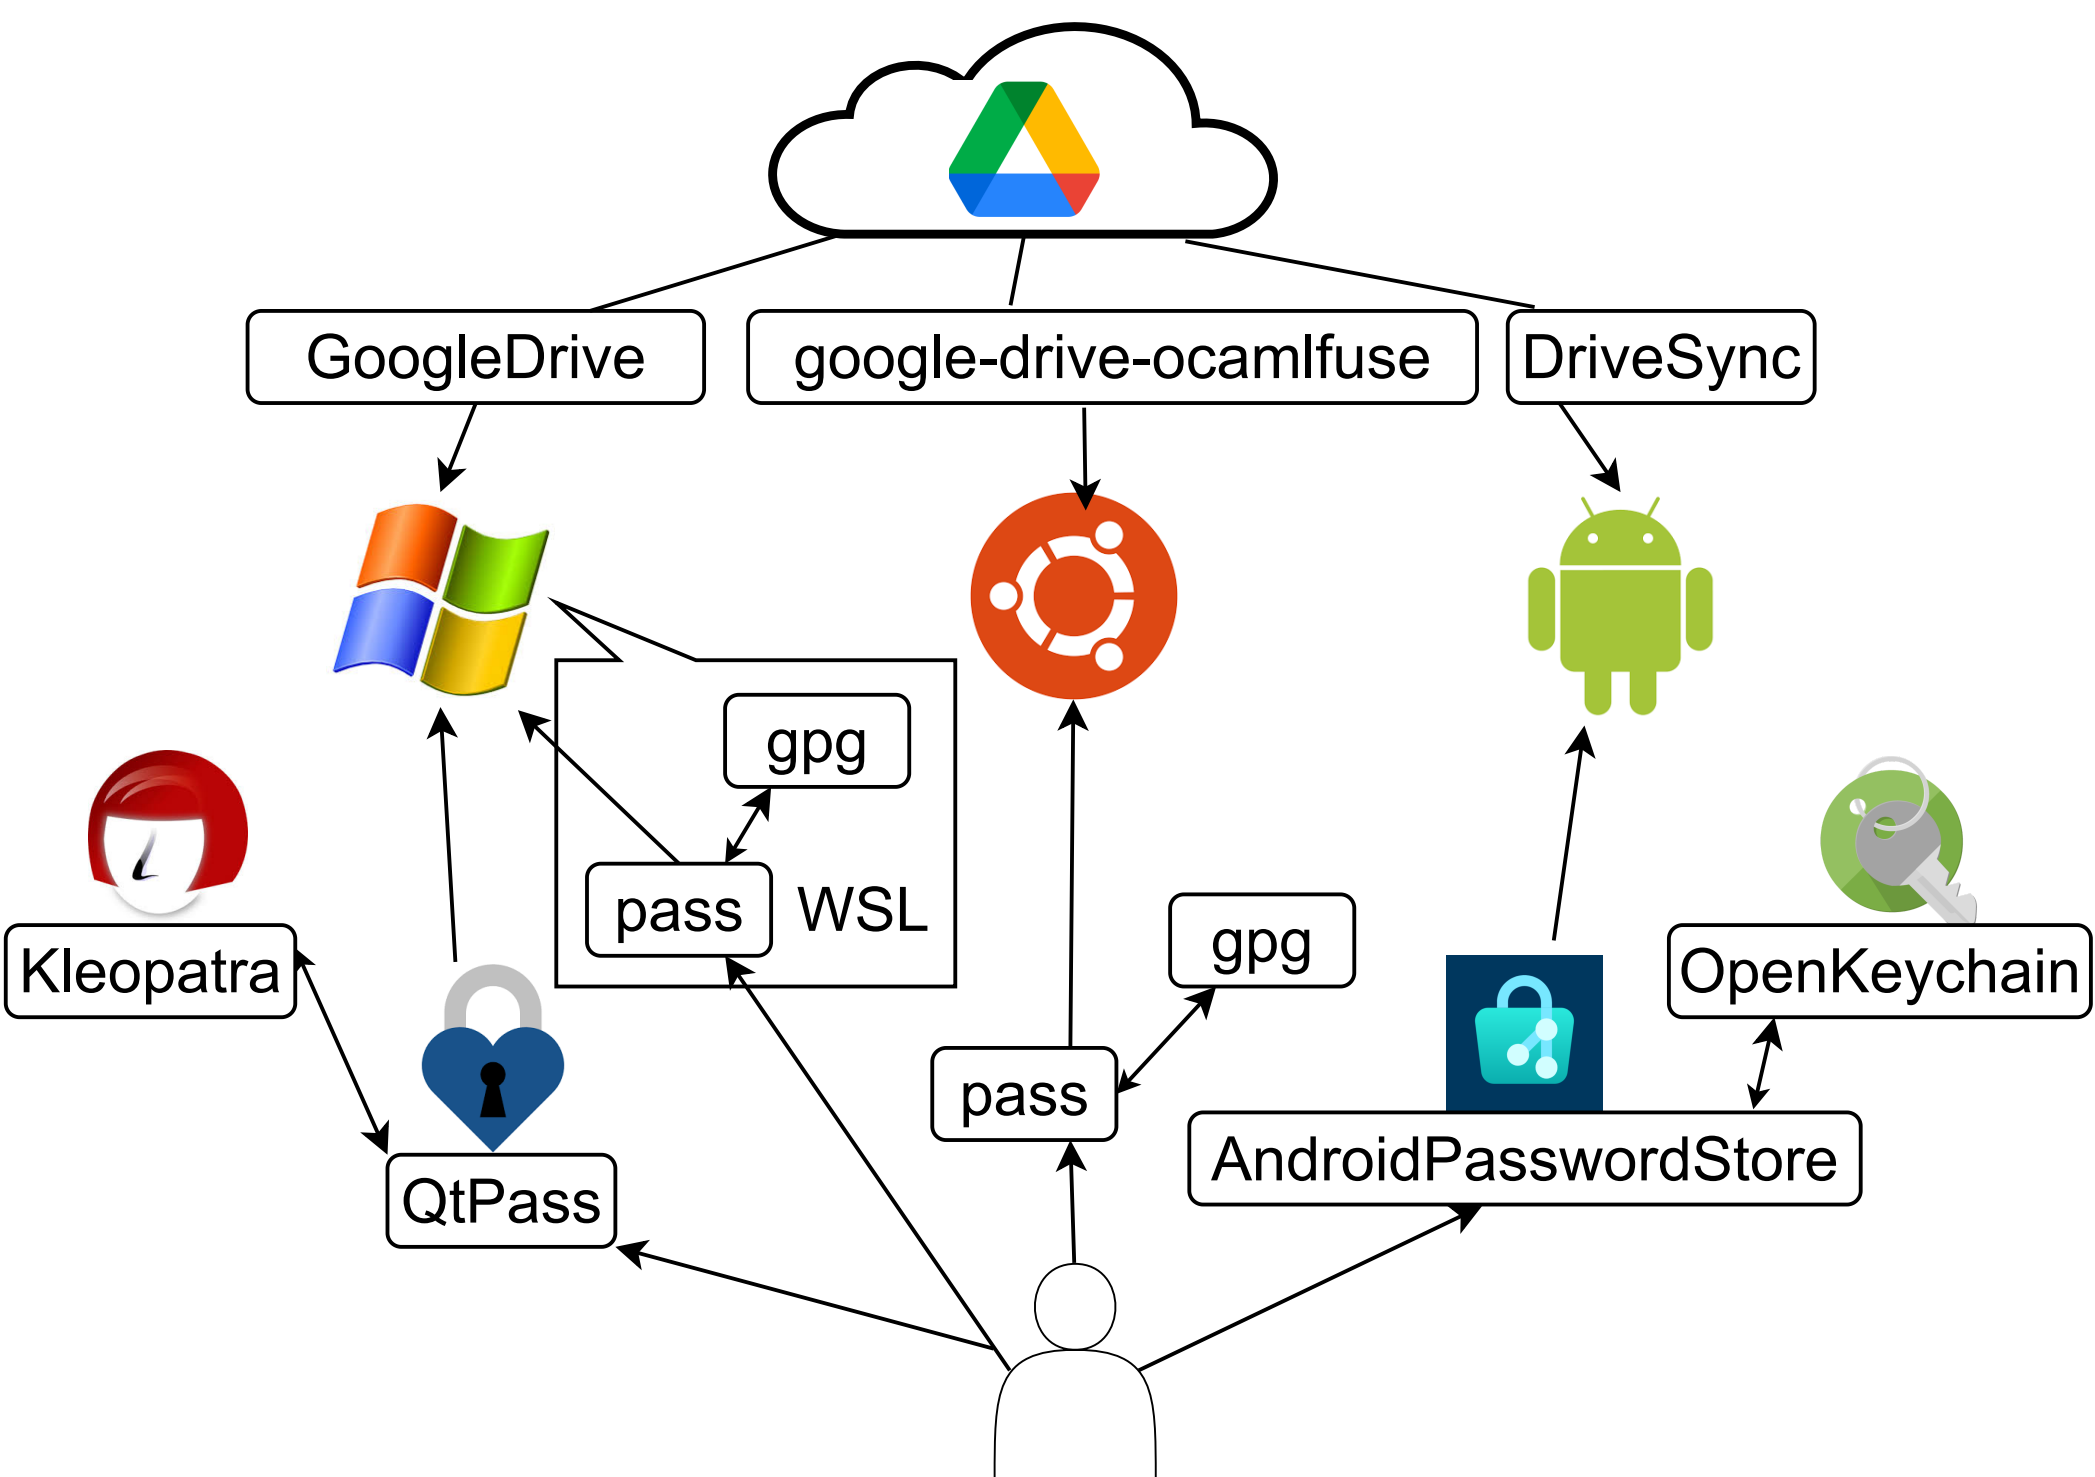 GoogleDrive
google-drive-ocamlfuse
DriveSync
gpg
pass
WSL
gpg
Kleopatra
OpenKeychain
pass
AndroidPasswordStore
QtPass